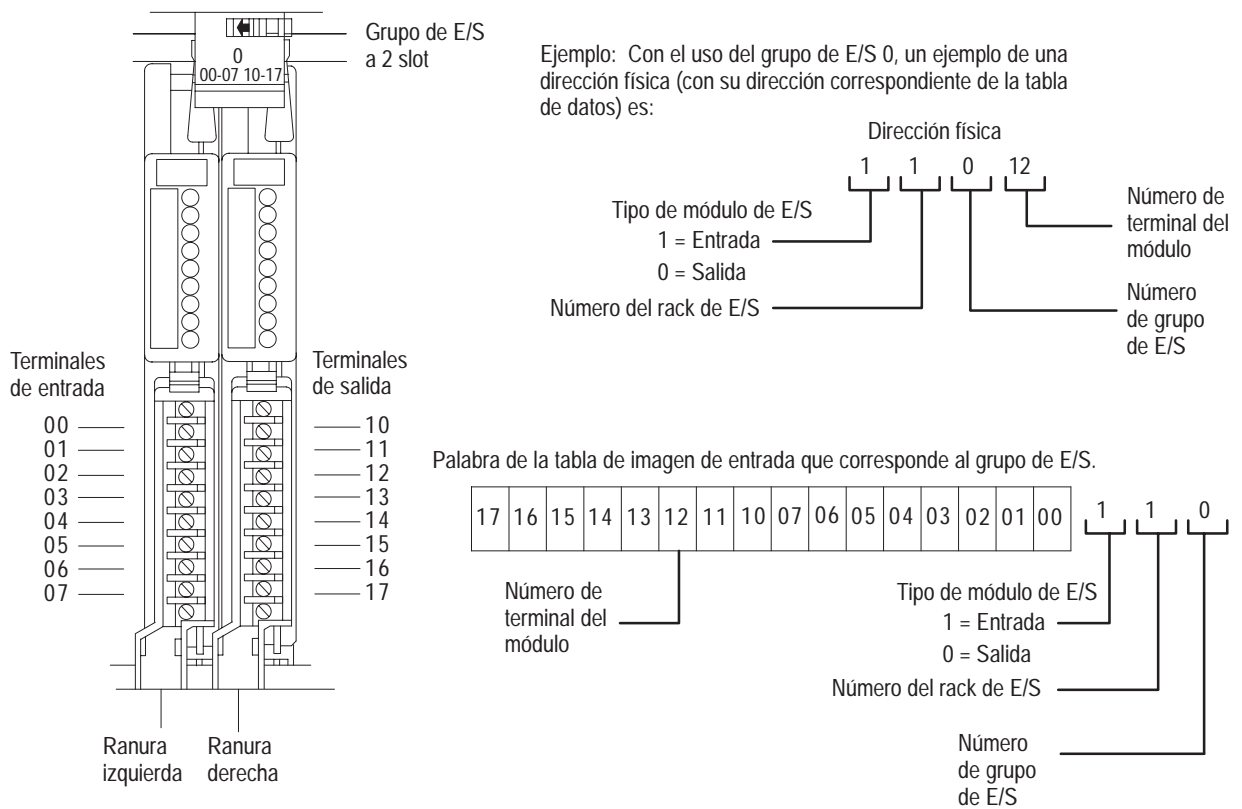 Grupo de E/S
a 2 slot
0
00-07 10-17
Ejemplo: Con el uso del grupo de E/S 0, un ejemplo de una
dirección física (con su dirección correspondiente de la tabla
de datos) es:
Dirección física
1 1 0 12
Tipo de módulo de E/S
1 = Entrada
0 = Salida
Número del rack de E/S
Número de
terminal del
módulo
Número
de grupo
de E/S
Terminales
de entrada
00
01
02
03
04
05
06
07
Terminales
de salida
10
11
12
13
14
15
16
17
Ranura
izquierda
Ranura
derecha
Palabra de la tabla de imagen de entrada que corresponde al grupo de E/S.
17 16 15 14 13 12 11 10 07 06 05 04 03 02 01 00 1 1 0
Número de
terminal del
módulo
Tipo de módulo de E/S
1 = Entrada
0 = Salida
Número del rack de E/S
Número
de grupo
de E/S